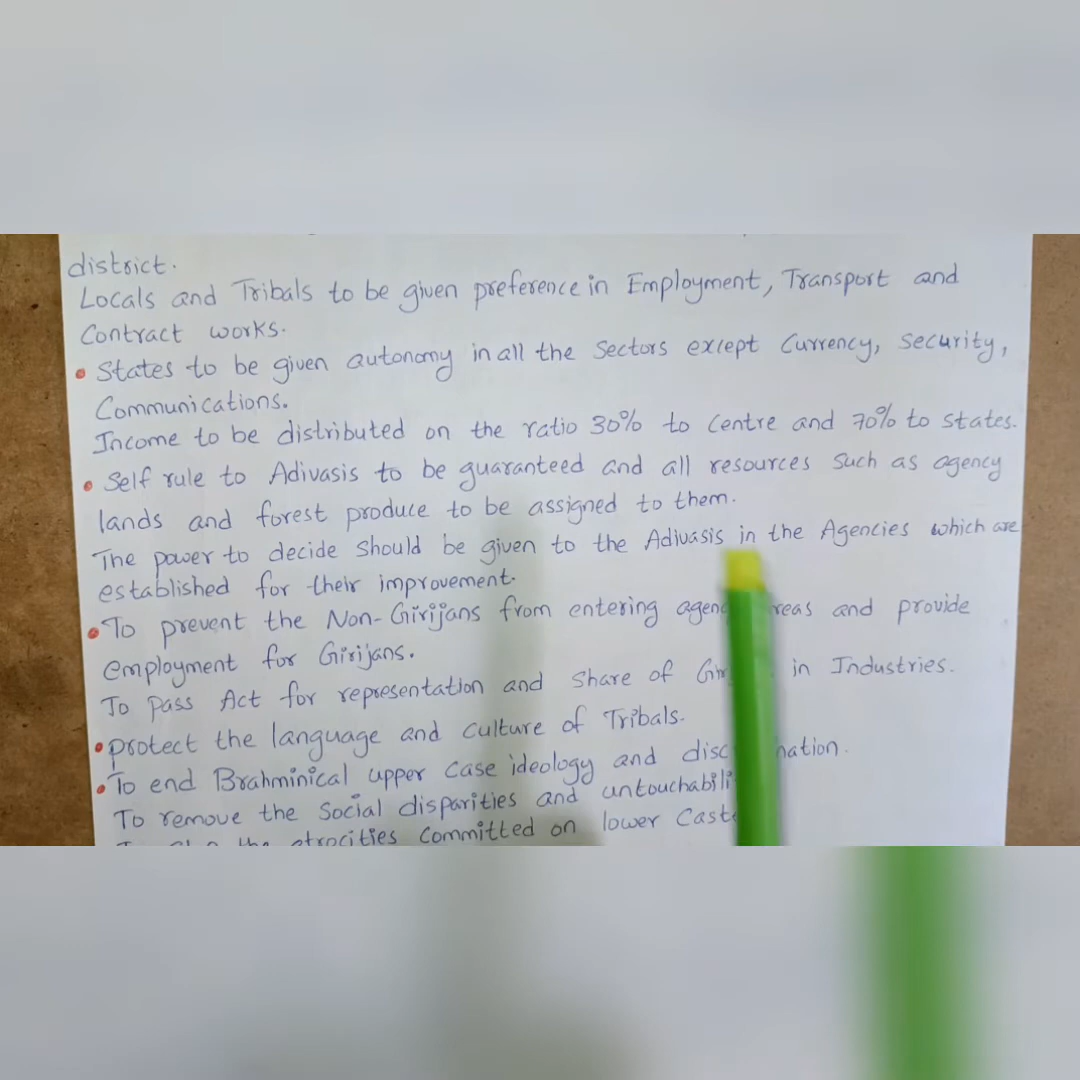 district.
Locals and Tribals to be given preference in Employment, Transport and
Contract works.
States to be given autonomy in all the Sectors except Currency, Security,
Communications.
Income to be distributed on the ratio 30% to Centre and 70% to States.
Self rule to Adivasis to be guaranteed and all resources such as agency
lands and forest produce to be assigned to them.
The power to decide should be given to the Adivasis in the Agencies which are
established for their improvement.
To prevent the Non-Girijans from entering and provide
employment for Girijans.
To pass Act for representation and Share of in Industries.
protect the language and culture of Tribals.
To end Brahminical upper case ideology and
To remove the Social disparities and
atrocities committed on lower